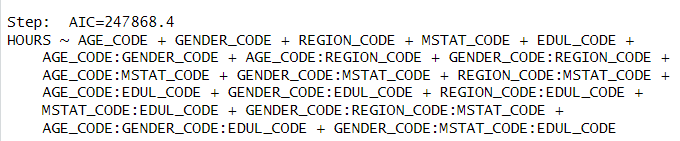 Step:  AIC=247868.4
HOURS ~ AGE_CODE + GENDER_CODE + REGION_CODE + MSTAT_CODE + EDUL_CODE +
AGE_CODE:GENDER_CODE + AGE_CODE:REGION_CODE + GENDER_CODE:REGION_CODE +
AGE_CODE:MSTAT_CODE + GENDER_CODE:MSTAT_CODE + REGION_CODE:MSTAT_CODE +
AGE_CODE:EDUL_CODE + GENDER_CODE:EDUL_CODE + REGION_CODE:EDUL_CODE +
MSTAT_CODE:EDUL_CODE + GENDER_CODE:REGION_CODE:MSTAT_CODE +
AGE_CODE:GENDER_CODE:EDUL_CODE + GENDER_CODE:MSTAT_CODE:EDUL_CODE